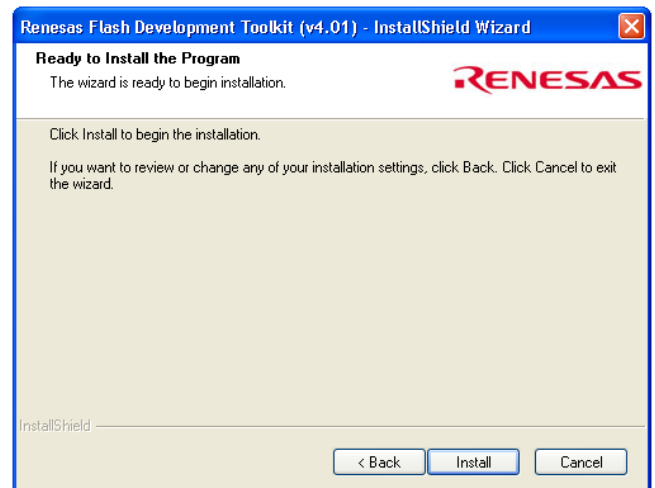 Renesas Flash Development Toolkit (v4.01) - InstallShield Wizard
Ready to Install the Program
The wizard is ready to begin installation.
RENESAS
Click Install to begin the installation.
If you want to review or change any of your installation settings, click Back. Click Cancel to exit
the wizard.
InstallShield
< Back
Install
Cancel